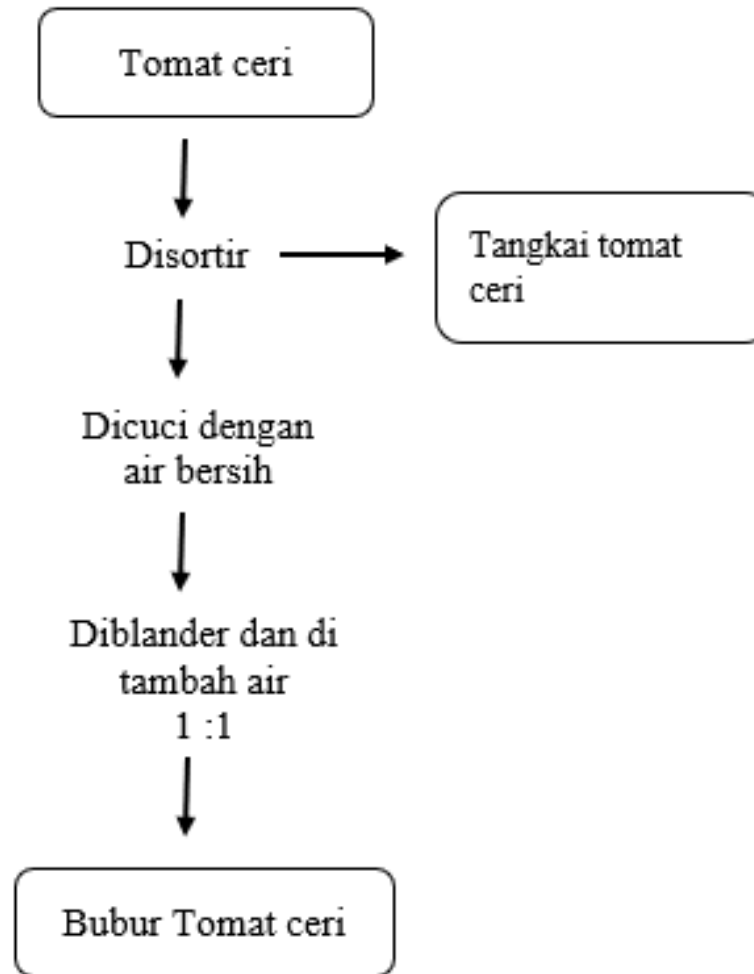 Tomat ceri
Disortir
Tangkai tomat
ceri
Dicuci dengan
air bersih
Diblander dan di
tambah air
1 :1
Bubur Tomat ceri